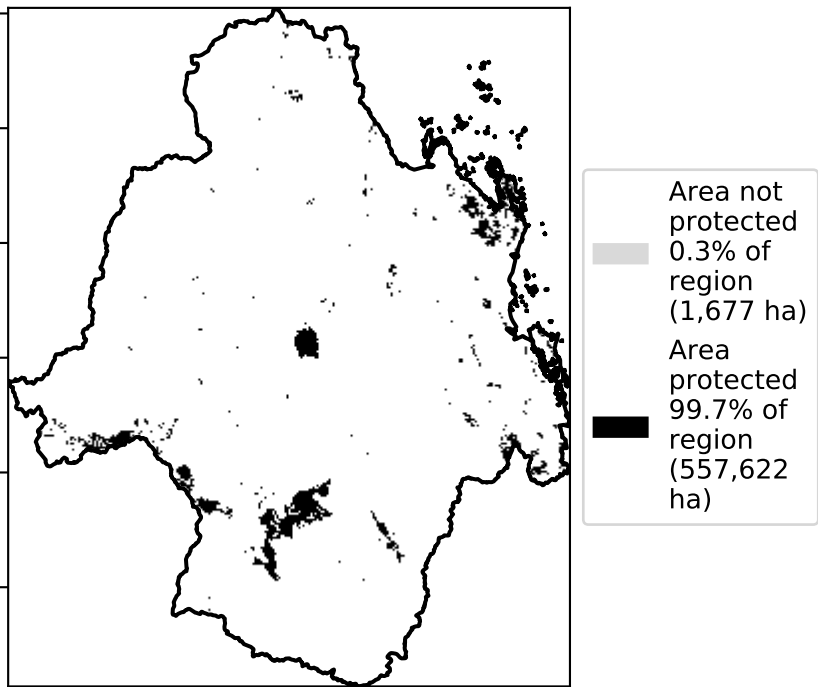 Area not
protected
0.3% of
region
(1,677 ha)
Area
protected
99.7% of
region
(557,622
ha)